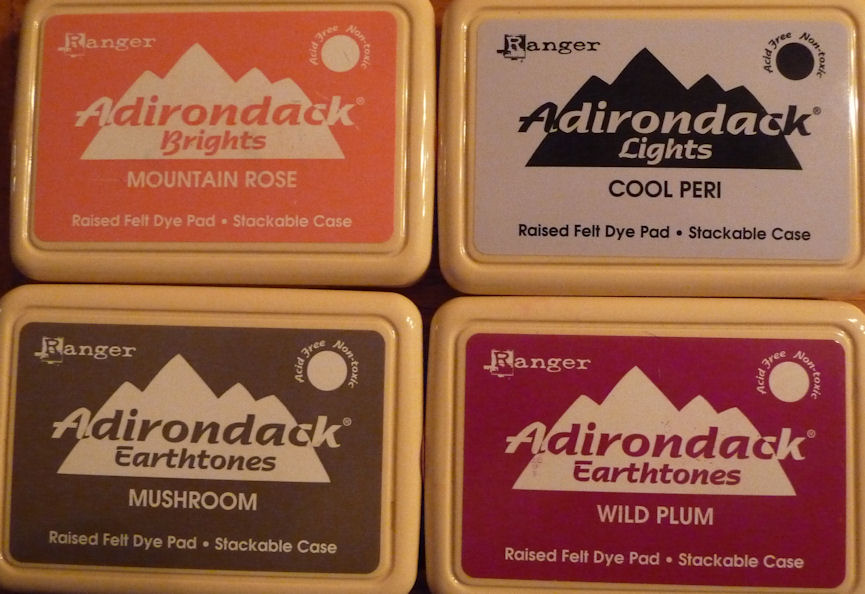 Ranger
Acid Free Non-toxic
Adirondack®
Brights
MOUNTAIN ROSE
Raised Felt Dye Pad • Stackable Case
Ranger
Acid Free Non-toxic
Adirondack®
Lights
COOL PERI
Raised Felt Dye Pad • Stackable Case
Ranger
Acid Free Non-toxic
Adirondack®
Earthtones
MUSHROOM
Raised Felt Dye Pad • Stackable Case
Ranger
Acid Free Non-toxic
Adirondack®
Earthtones
WILD PLUM
Raised Felt Dye Pad • Stackable Case